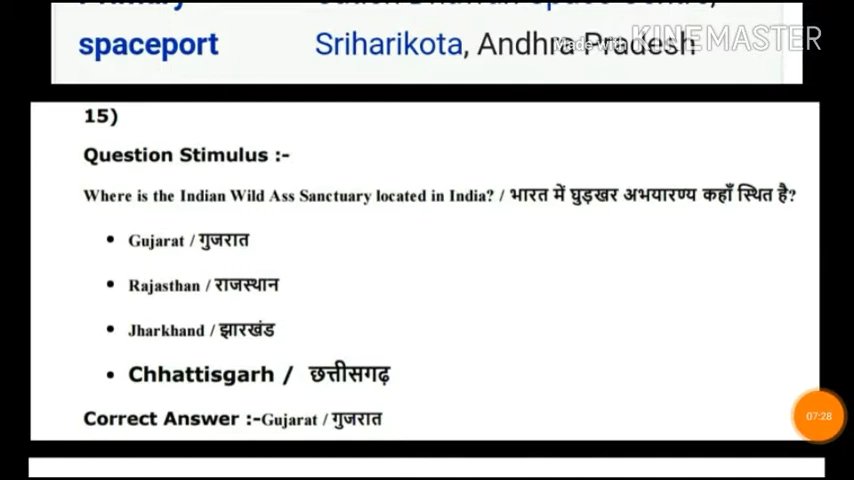 spaceport Sriharikota, Andhra Pradesh
Made with KINEMASTER
15)
Question Stimulus :-
Where is the Indian Wild Ass Sanctuary located in India? / भारत में घुड़खर अभयारण्य कहाँ स्थित है?
• Gujarat / गुजरात
• Rajasthan / राजस्थान
• Jharkhand / झारखंड
• Chhattisgarh / छत्तीसगढ़
Correct Answer :-Gujarat / गुजरात
07:28